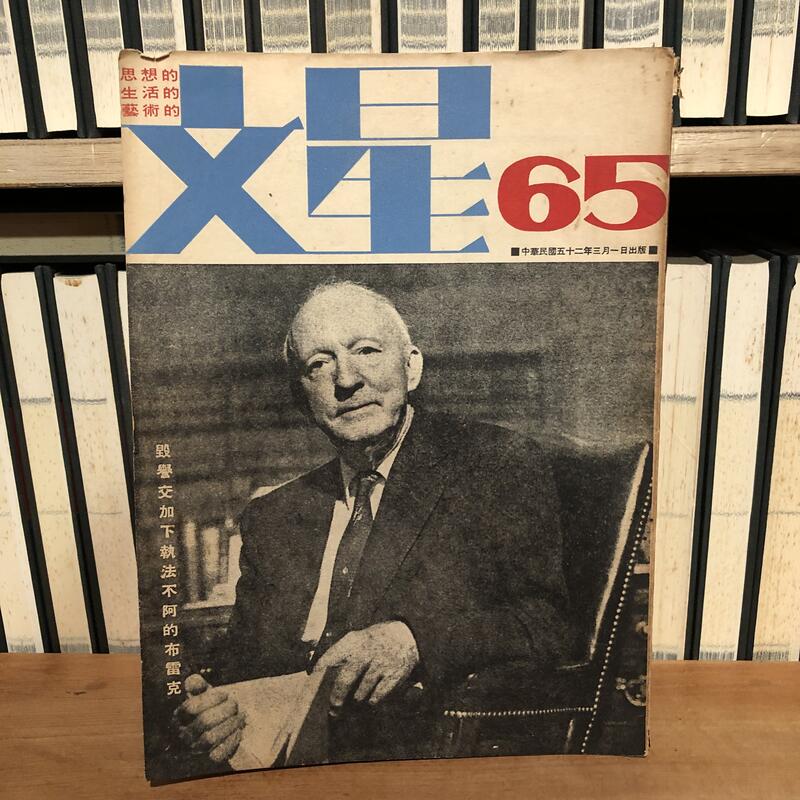 思想的
生活的
藝術的
文星
65
■中華民國五十二年三月一日出版■
毀譽交加下執法不阿的布雷克